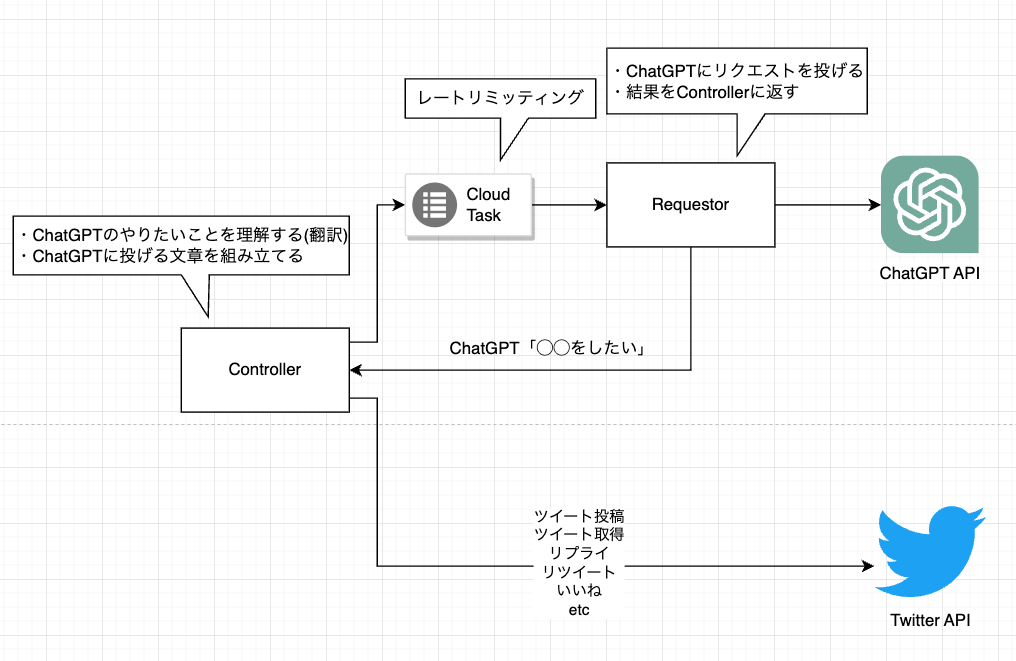 ・ChatGPTにリクエストを投げる
・結果をControllerに返す
レートリミッティング
Cloud
Task
Requestor
ChatGPT API
・ChatGPTのやりたいことを理解する(翻訳)
・ChatGPTに投げる文章を組み立てる
Controller
ChatGPT「◯◯をしたい」
ツイート投稿
ツイート取得
リプライ
リツイート
いいね
etc
Twitter API